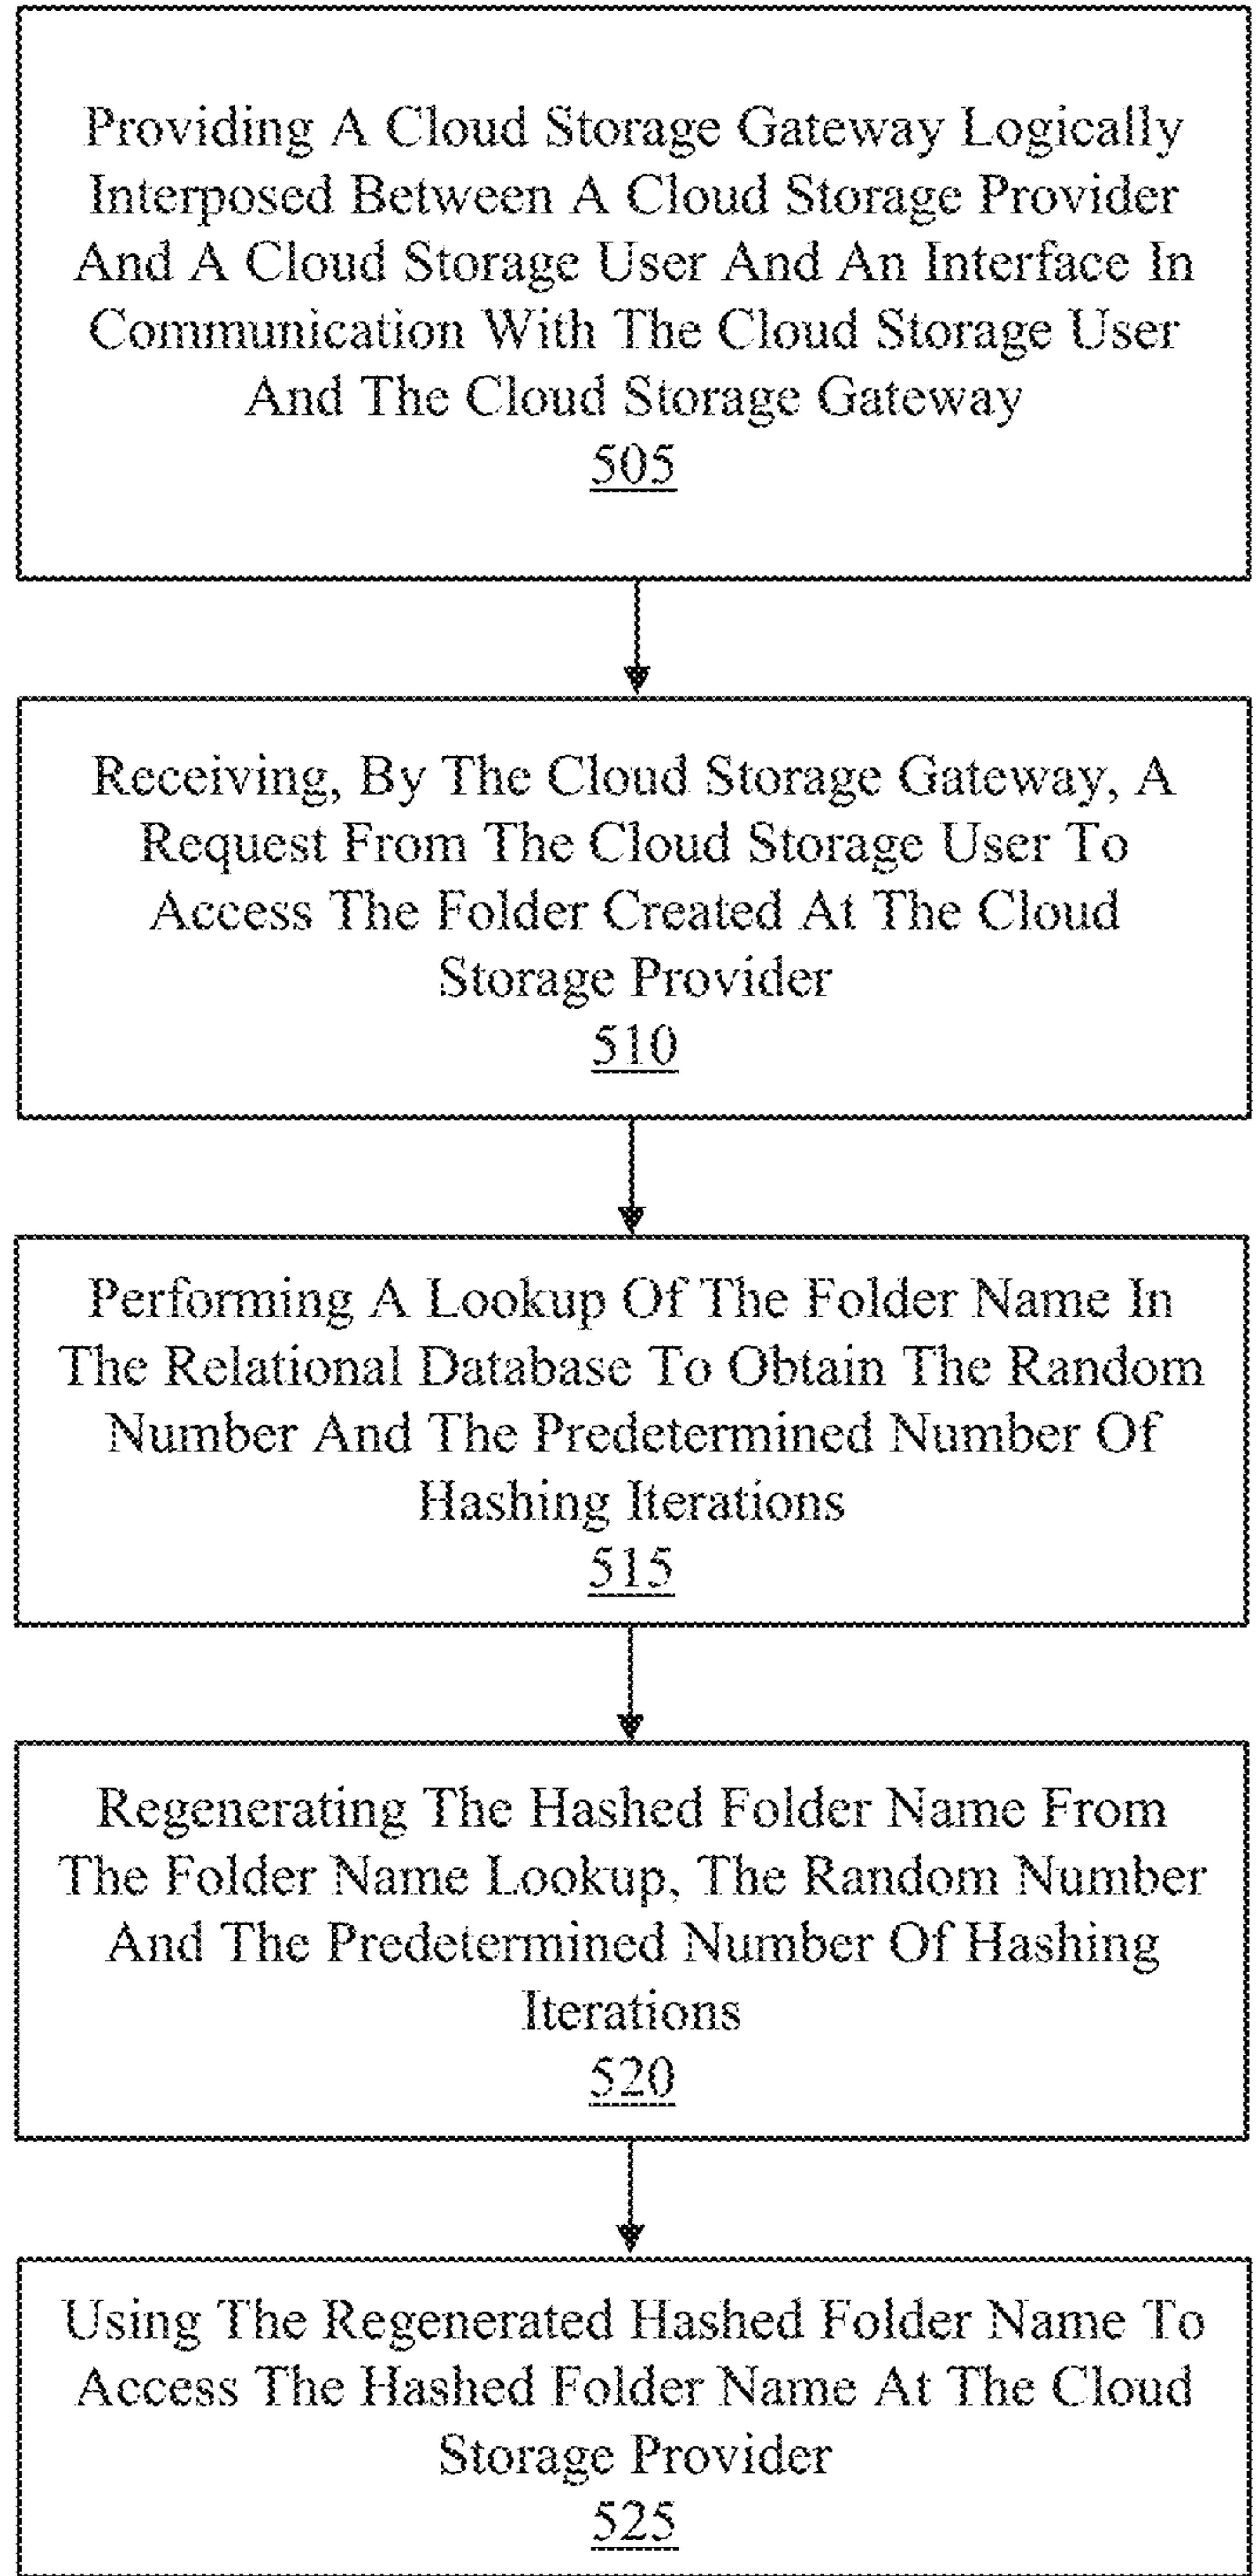 Providing A Cloud Storage Gateway Logically
Interposed Between A Cloud Storage Provider
And A Cloud Storage User And An Interface In
Communication With The Cloud Storage User
And The Cloud Storage Gateway
505
Receiving, By The Cloud Storage Gateway, A
Request From The Cloud Storage User To
Access The Folder Created At The Cloud
Storage Provider
510
Performing A Lookup Of The Folder Name In
The Relational Database To Obtain The Random
Number And The Predetermined Number Of
Hashing Iterations
515
Regenerating The Hashed Folder Name From
The Folder Name Lookup, The Random Number
And The Predetermined Number Of Hashing
Iterations
520
Using The Regenerated Hashed Folder Name To
Access The Hashed Folder Name At The Cloud
Storage Provider
525